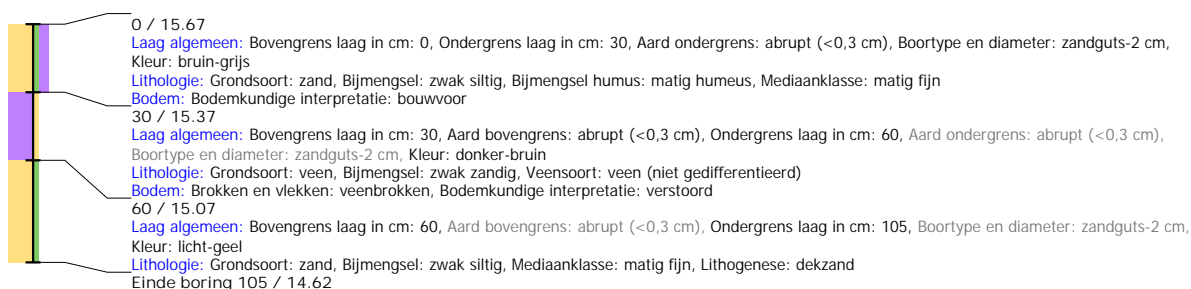 0 / 15.67
Laag algemeen: Bovengrens laag in cm: 0, Ondergrens laag in cm: 30, Aard ondergrens: abrupt (<0,3 cm), Boortype en diameter: zandguts-2 cm,
Kleur: bruin-grijs
Lithologie: Grondsoort: zand, Bijmengsel: zwak siltig, Bijmengsel humus: matig humeus, Mediaanklasse: matig fijn
Bodem: Bodemkundige interpretatie: bouwvoor
30 / 15.37
Laag algemeen: Bovengrens laag in cm: 30, Aard bovengrens: abrupt (<0,3 cm), Ondergrens laag in cm: 60, Aard ondergrens: abrupt (<0,3 cm),
Boortype en diameter: zandguts-2 cm, Kleur: donker-bruin
Lithologie: Grondsoort: veen, Bijmengsel: zwak zandig, Veensoort: veen (niet gedifferentieerd)
Bodem: Brokken en vlekken: veenbrokken, Bodemkundige interpretatie: verstoord
60 / 15.07
Laag algemeen: Bovengrens laag in cm: 60, Aard bovengrens: abrupt (<0,3 cm), Ondergrens laag in cm: 105, Boortype en diameter: zandguts-2 cm,
Kleur: licht-geel
Lithologie: Grondsoort: zand, Bijmengsel: zwak siltig, Mediaanklasse: matig fijn, Lithogenese: dekzand
Einde boring 105 / 14.62